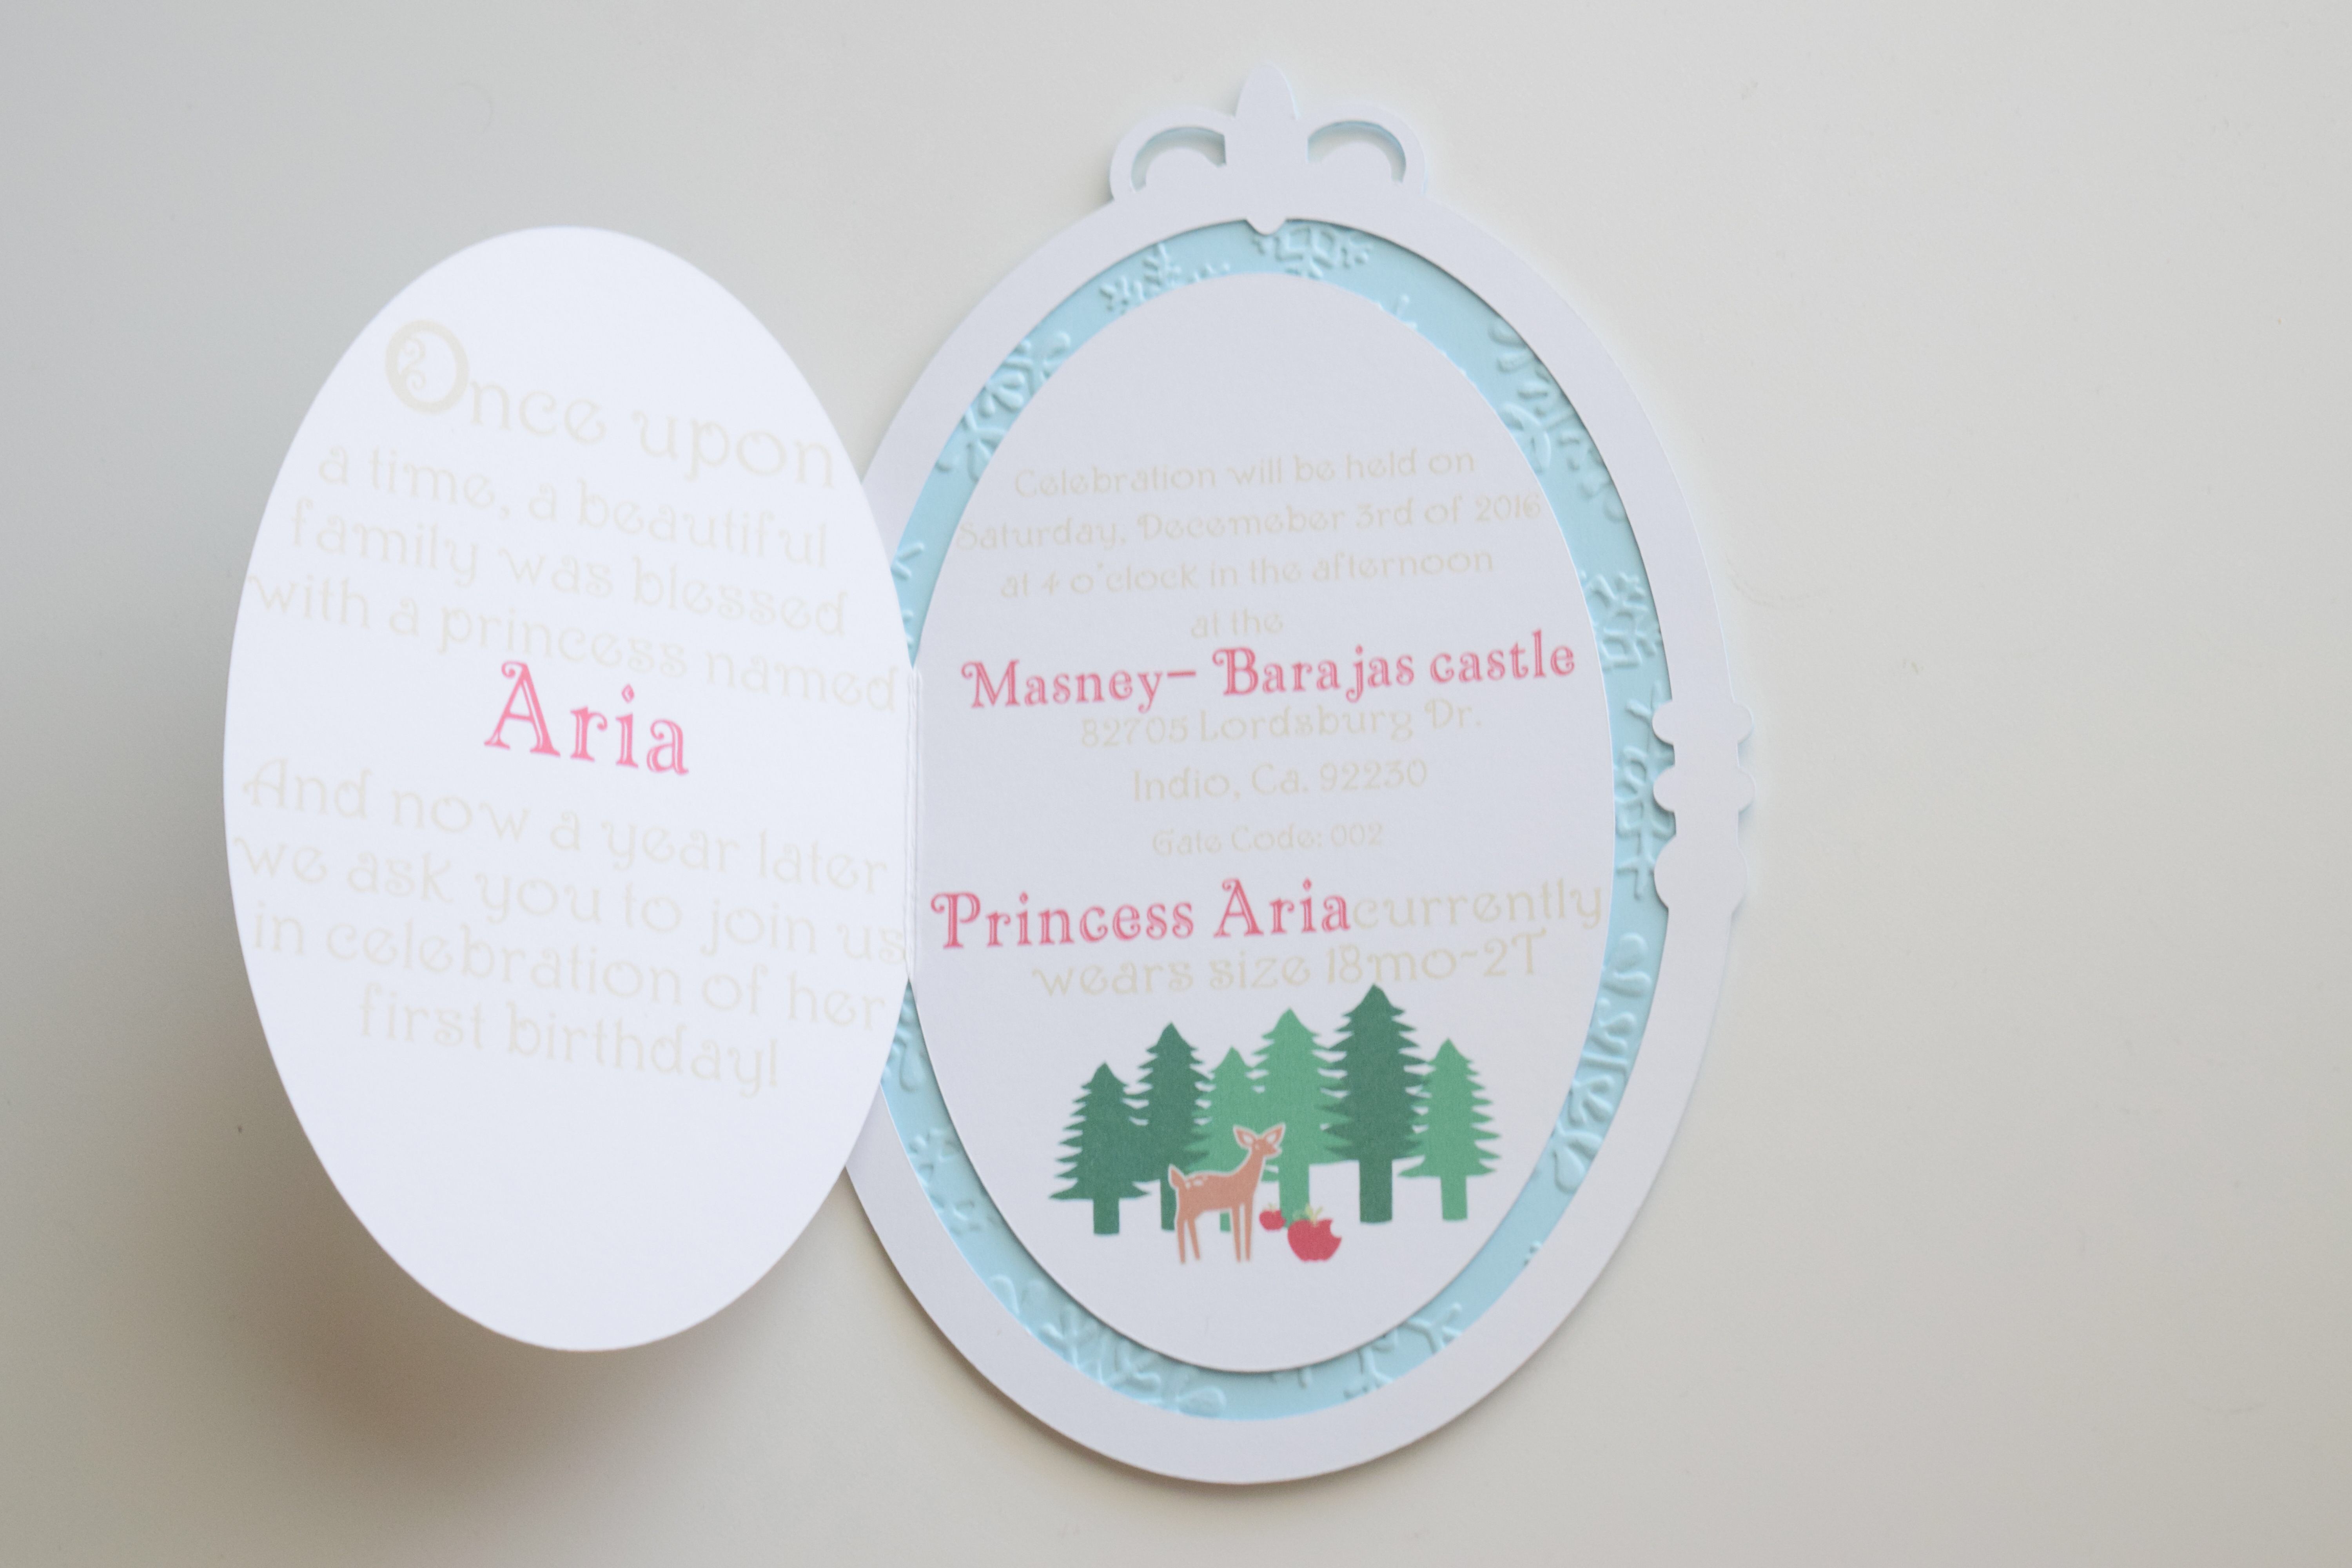 Once upon
a time, a beautiful
family was blessed
with a princess named
Aria
And now a year later
we ask you to join us
in celebration of her
first birthday!
Celebration will be held on
Saturday, Decemeber 3rd of 2016
at 4 o'clock in the afternoon
at the
Masney- Barajas castle
82705 Lordsburg Dr.
Indio, Ca. 92230
Gate Code: 002
Princess Aria currently
wears size 18mo-2T